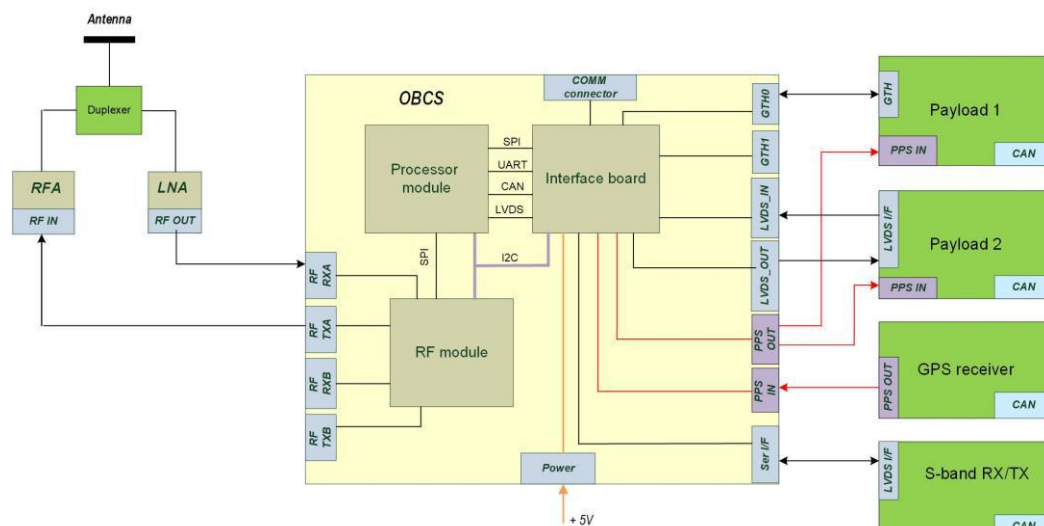 Antenna
Duplexer
RFA
RF IN
LNA
RF OUT
OBCS
COMM
connector
Processor
module
SPI
UART
CAN
LVDS
Interface board
SPI
I2C
RF module
RF
RXA
RF
TXA
RF
RXB
RF
TXB
Power
+ 5V
GTH0
GTH1
LVDS_IN
LVDS_OUT
PPS
OUT
PPS
IN
Ser I/F
GTH
Payload 1
PPS IN
CAN
LVDS I/F
Payload 2
PPS IN
CAN
GPS receiver
PPS OUT
CAN
LVDS I/F
S-band RX/TX
CAN